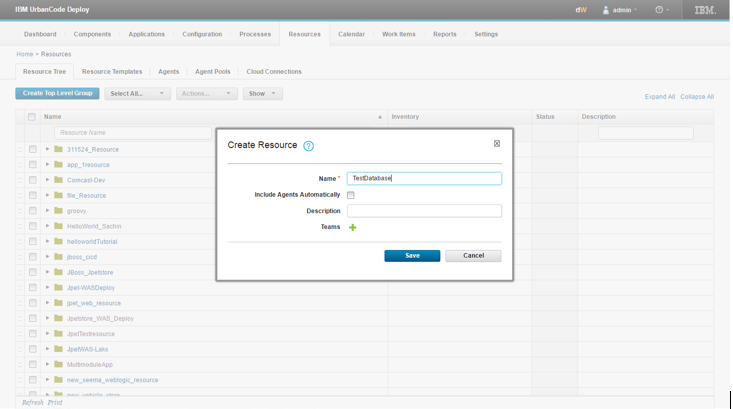 IBM UrbanCode Deploy
dW admin ? IBM.
Dashboard Components Applications Configuration Processes Resources Calendar Work Items Reports Settings
Home > Resources
Resource Tree Resource Templates Agents Agent Pools Cloud Connections
Create Top Level Group Select All... Actions... Show Expand All Collapse All
Name Inventory Status Description
Resource Name
Create Resource ?
Name *
TestDatabase
Include Agents Automatically
Description
Teams
Save Cancel
311524_Resource
app_1resource
Comcast-Dev
file_Resource
groovy
HelloWorld_Sachin
helloworldTutorial
jboss_cicd
JBoss_Jpetstore
Jpet-WASDeploy
jpet_web_resource
Jpetstore_WAS_Deploy
JpetTestresource
JpetWAS-Laks
MultimoduleApp
new_seema_weblogic_resource
new_vehicle_store
Refresh Print